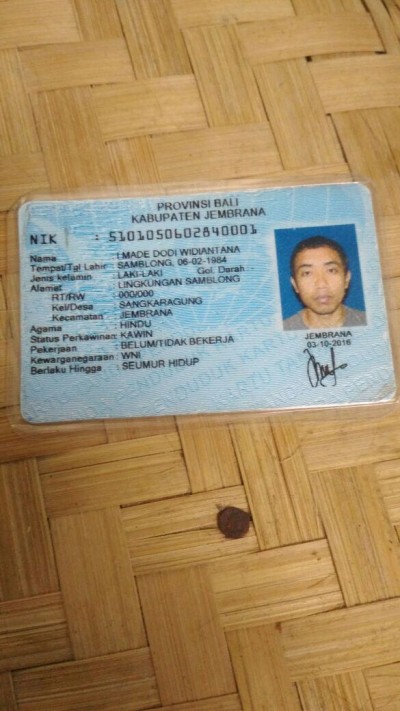 PROVINSI BALI
KABUPATEN JEMBRANA
NIK : 5101050602840001
Nama : I MADE DODI WIDIANTANA
Tempat/Tgl Lahir : SAMBLONG, 06-02-1984
Jenis kelamin : LAKI-LAKI Gol. Darah :
Alamat : LINGKUNGAN SAMBLONG
RT/RW : 000/000
Kel/Desa : SANGKARAGUNG
Kecamatan : JEMBRANA
Agama : HINDU
Status Perkawinan: KAWIN
Pekerjaan : BELUM/TIDAK BEKERJA
Kewarganegaraan: WNI
Berlaku Hingga : SEUMUR HIDUP
JEMBRANA
03-10-2016